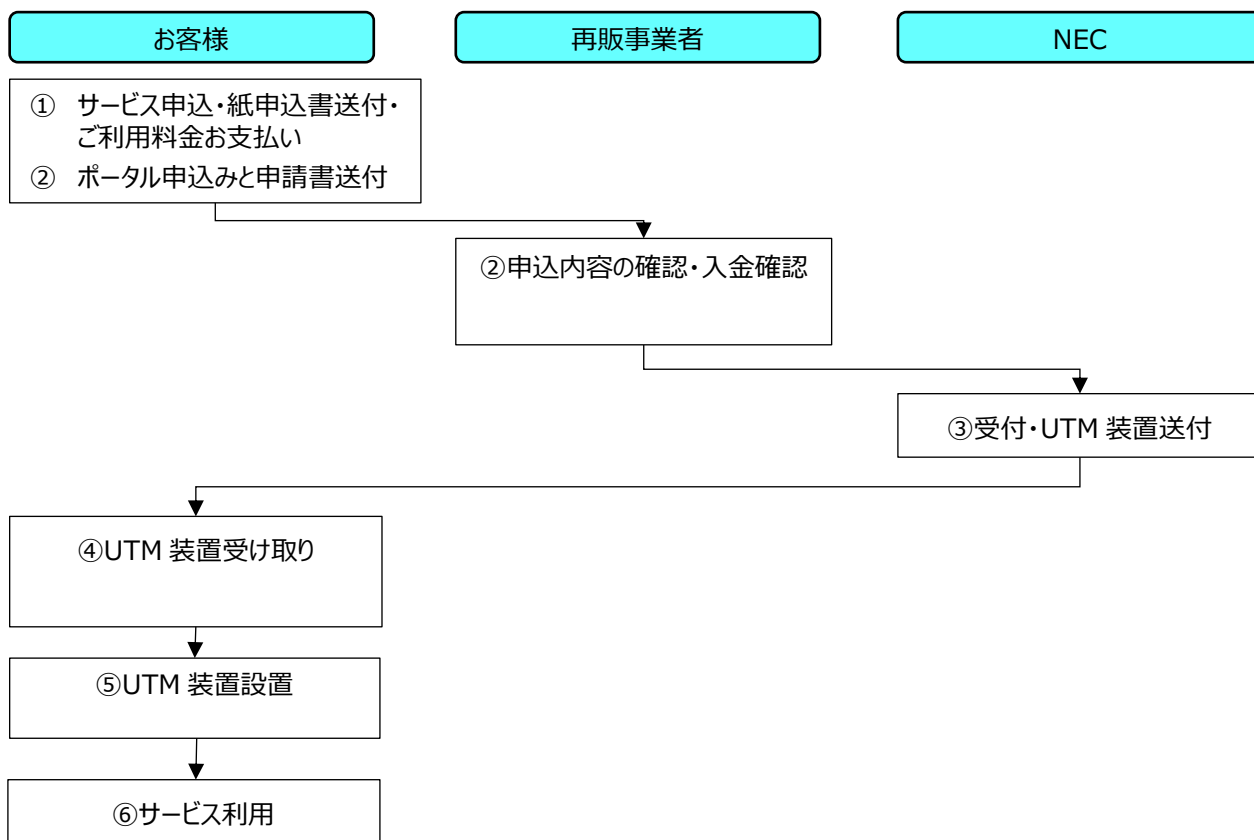 お客様
再販事業者
NEC
① サービス申込・紙申込書送付・
ご利用料金お支払い
② ポータル申込みと申請書送付
②申込内容の確認・入金確認
③受付・UTM 装置送付
④UTM 装置受け取り
⑤UTM 装置設置
⑥サービス利用